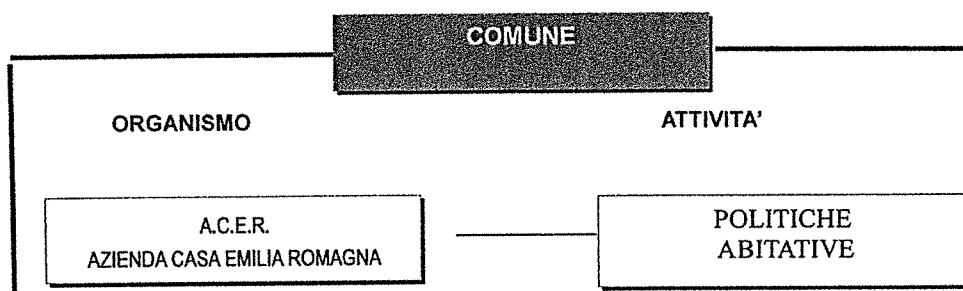 COMUNE
ORGANISMO
ATTIVITA'
A.C.E.R.
AZIENDA CASA EMILIA ROMAGNA
POLITICHE
ABITATIVE